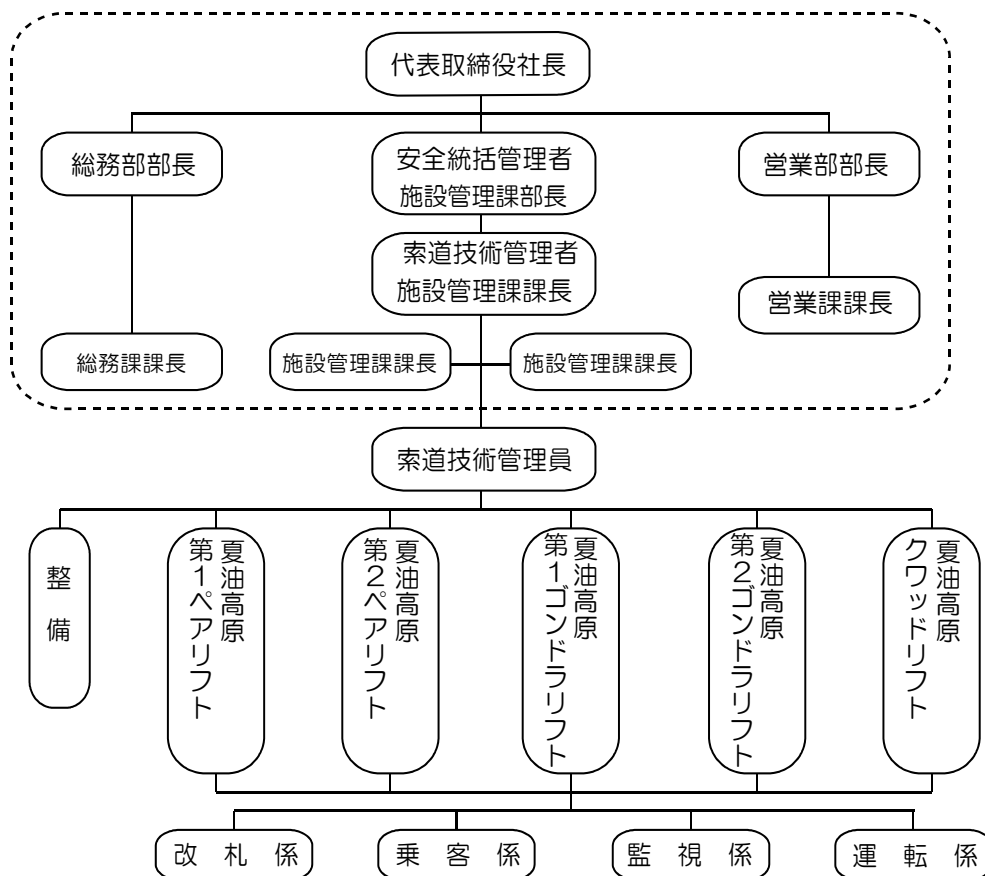 代表取締役社長
総務部部長
安全統括管理者
施設管理課部長
営業部部長
索道技術管理者
施設管理課課長
営業課課長
総務課課長
施設管理課課長
施設管理課課長
索道技術管理員
整備
夏油高原
第1ペアリフト
夏油高原
第2ペアリフト
夏油高原
第1ゴンドラリフト
夏油高原
第2ゴンドラリフト
夏油高原
クワッドリフト
改札係
乗客係
監視係
運転係